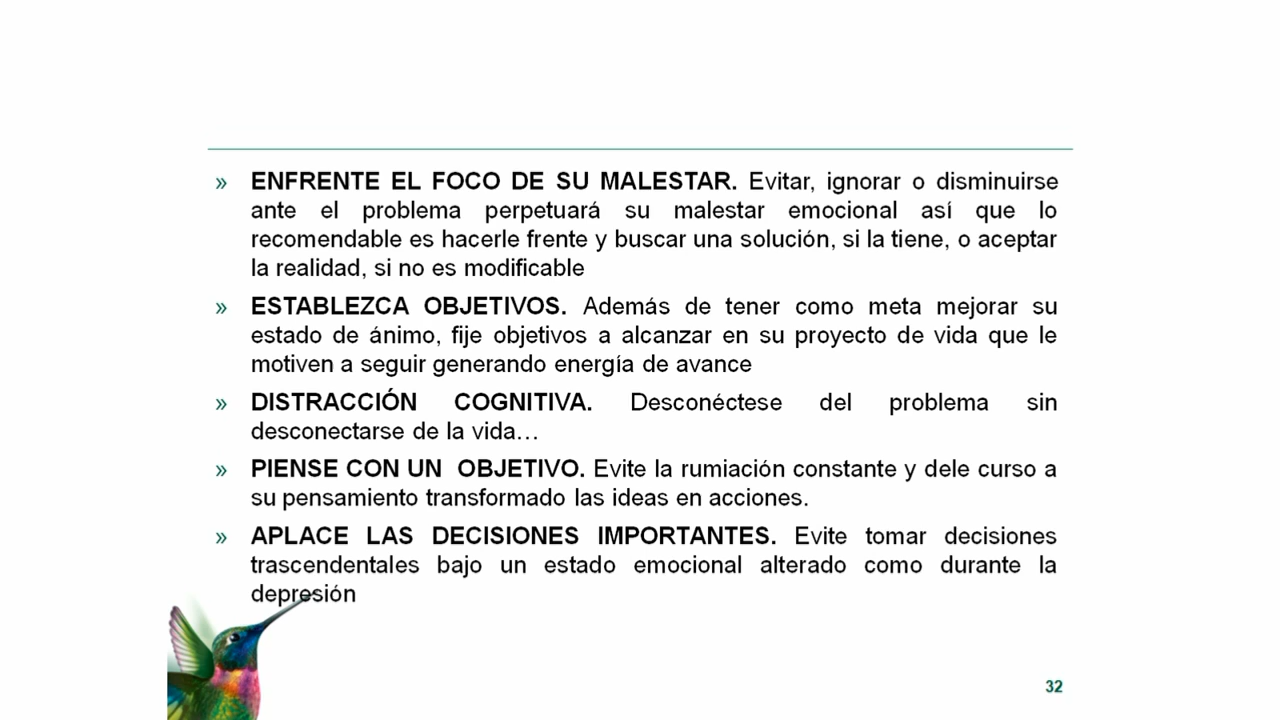 » ENFRENTE EL FOCO DE SU MALESTAR. Evitar, ignorar o disminuirse
ante el problema perpetuará su malestar emocional así que lo
recomendable es hacerle frente y buscar una solución, si la tiene, o aceptar
la realidad, si no es modificable
» ESTABLEZCA OBJETIVOS. Además de tener como meta mejorar su
estado de ánimo, fije objetivos a alcanzar en su proyecto de vida que le
motiven a seguir generando energía de avance
» DISTRACCIÓN COGNITIVA. Desconéctese del problema sin
desconectarse de la vida…
» PIENSE CON UN  OBJETIVO. Evite la rumiación constante y dele curso a
su pensamiento transformado las ideas en acciones.
» APLACE LAS DECISIONES IMPORTANTES. Evite tomar decisiones
trascendentales bajo un estado emocional alterado como durante la
depresión
32